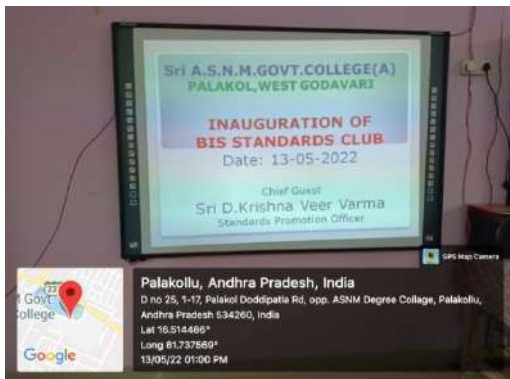 Sri A.S.N.M.GOVT.COLLEGE(A)
PALAKOL,WEST GODAVARI
INAUGURATION OF
BIS STANDARDS CLUB
Date: 13-05-2022
Chief Guest
Sri D.Krishna Veer Varma
Standards Promotion Officer
GPS Map Camera
Govt
College
Google
Palakollu, Andhra Pradesh, India
D no 25, 1-17, Palakol Doddipatla Rd, opp. ASNM Degree Collage, Palakollu,
Andhra Pradesh 534260, India
Lat 16.514486°
Long 81.737569°
13/05/22 01:00 PM